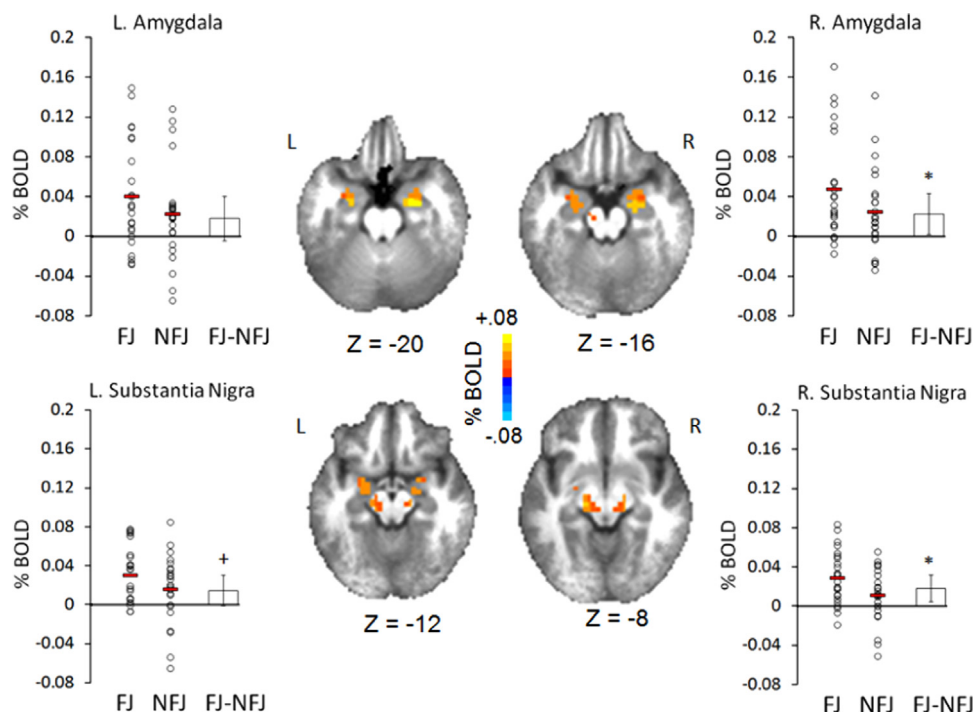 L. Amygdala
% BOLD
0.2
0.16
0.12
0.08
0.04
0
-0.04
-0.08
FJ NFJ FJ-NFJ
L
Z = -20
R
Z = -16
R. Amygdala
% BOLD
0.2
0.16
0.12
0.08
0.04
0
-0.04
-0.08
*
FJ NFJ FJ-NFJ
+.08
% BOLD
-.08
L. Substantia Nigra
% BOLD
0.2
0.16
0.12
0.08
0.04
0
-0.04
-0.08
+
FJ NFJ FJ-NFJ
L
Z = -12
R
Z = -8
R. Substantia Nigra
% BOLD
0.2
0.16
0.12
0.08
0.04
0
0.04
0.08
*
FJ NFJ FJ-NFJ